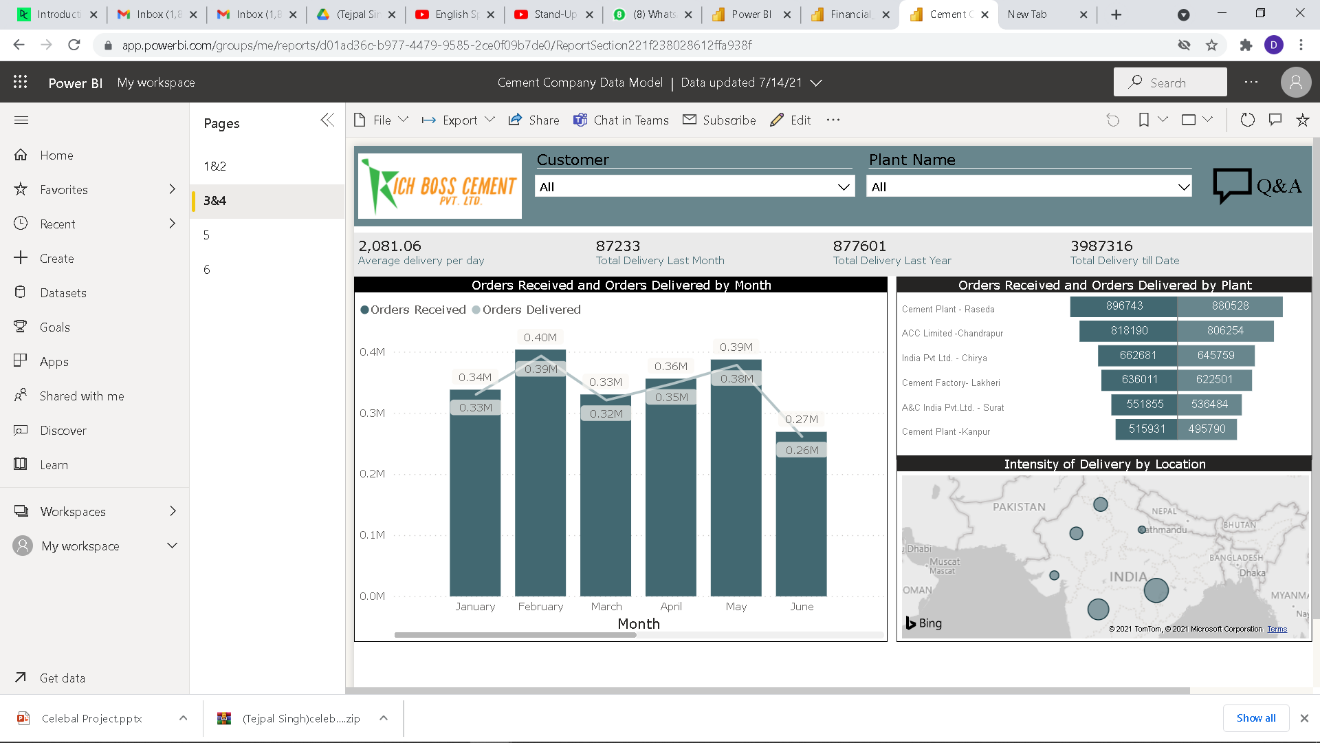 Introducti
Inbox (1,8
Inbox (1,8
(Tejpal Sin
English Sp
Stand-Up
(8) Whats
Power BI
Financial_
Cement C
New Tab
app.powerbi.com/groups/me/reports/d01ad36c-b977-4479-9585-2ce0f09b7de0/ReportSection221f238028612ffa938f
D
Power BI My workspace
Cement Company Data Model | Data updated 7/14/21
Search
Home
Favorites
Recent
Create
Datasets
Goals
Apps
Shared with me
Discover
Learn
Workspaces
My workspace
Get data
Pages
1&2
3&4
5
6
File Export Share Chat in Teams Subscribe Edit ...
RICH BOSS CEMENT
PVT. LTD.
Customer
All
Plant Name
All
Q&A
2,081.06
Average delivery per day
87233
Total Delivery Last Month
877601
Total Delivery Last Year
3987316
Total Delivery till Date
Orders Received and Orders Delivered by Month
Orders Received Orders Delivered
0.4M
0.3M
0.2M
0.1M
0.0M
0.34M
0.33M
0.40M
0.39M
0.33M
0.32M
0.36M
0.35M
0.39M
0.38M
0.27M
0.26M
January February March April May June
Month
Orders Received and Orders Delivered by Plant
Cement Plant - Raseda 896743 880528
ACC Limited -Chandrapur 818190 806254
India Pvt Ltd. - Chirya 662681 645759
Cement Factory- Lakheri 636011 622501
A&C India Pvt.Ltd. - Surat 551855 536484
Cement Plant -Kanpur 515931 495790
Intensity of Delivery by Location
PAKISTAN
NEPAL
Kathmandu
BHUTAN
BANGLADESH
Dhaka
Dhabi
Muscat
Mascat
OMAN
INDIA
MYANM
Na
Bing
© 2021 TomTom, © 2021 Microsoft Corporation Terms
Celebal Project.pptx
(Tejpal Singh)celeb....zip
Show all